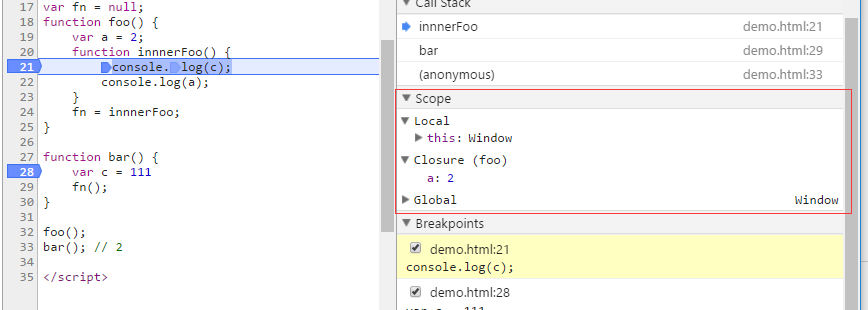 17 var fn = null;
18 function foo() {
19 var a = 2;
20 function innnerFoo() {
21 console.log(c);
22 console.log(a);
23 }
24 fn = innnerFoo;
25 }
26
27 function bar() {
28 var c = 111
29 fn();
30 }
31
32 foo();
33 bar(); // 2
34
35 </script>
Call Stack
innnerFoo demo.html:21
bar demo.html:29
(anonymous) demo.html:33
Scope
Local
this: Window
Closure (foo)
a: 2
Global Window
Breakpoints
demo.html:21
console.log(c);
demo.html:28
var c = 111